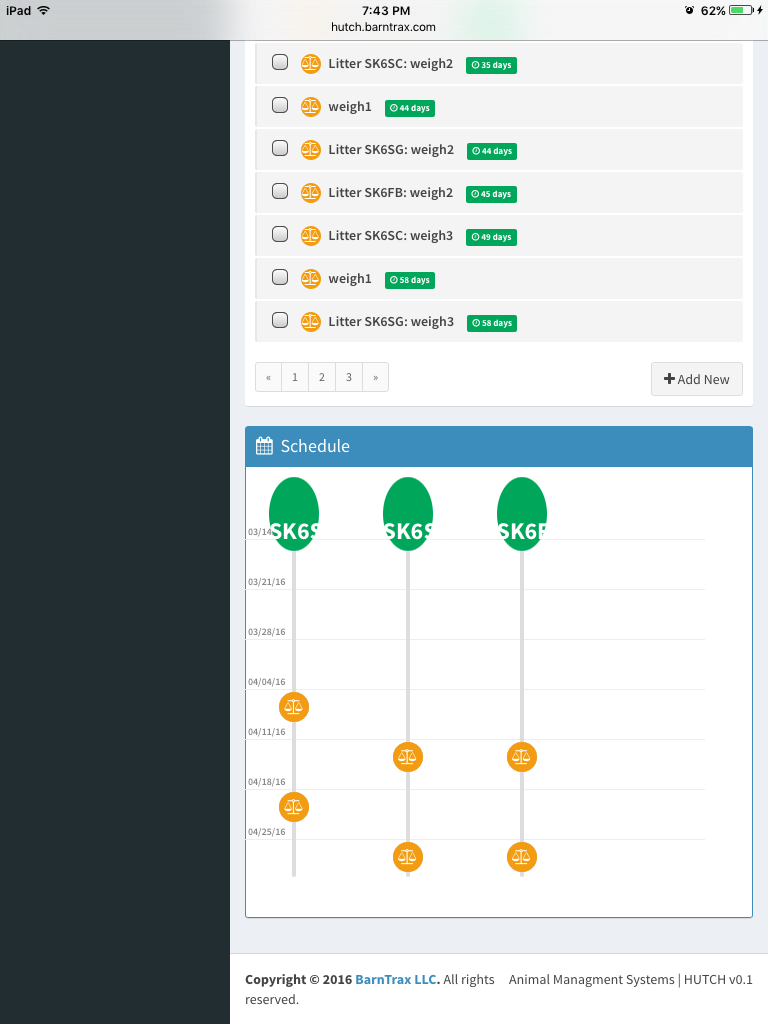 iPad 7:43 PM 62%
hutch.barntrax.com
Litter SK6SC: weigh2 35 days
weigh1 44 days
Litter SK6SG: weigh2 44 days
Litter SK6FB: weigh2 45 days
Litter SK6SC: weigh3 49 days
weigh1 58 days
Litter SK6SG: weigh3 58 days
« 1 2 3 » Add New
Schedule
03/14 SK6S SK6S SK6F
03/21/16
03/28/16
04/04/16
04/11/16
04/18/16
04/25/16
Copyright © 2016 BarnTrax LLC. All rights Animal Managment Systems | HUTCH v0.1
reserved.